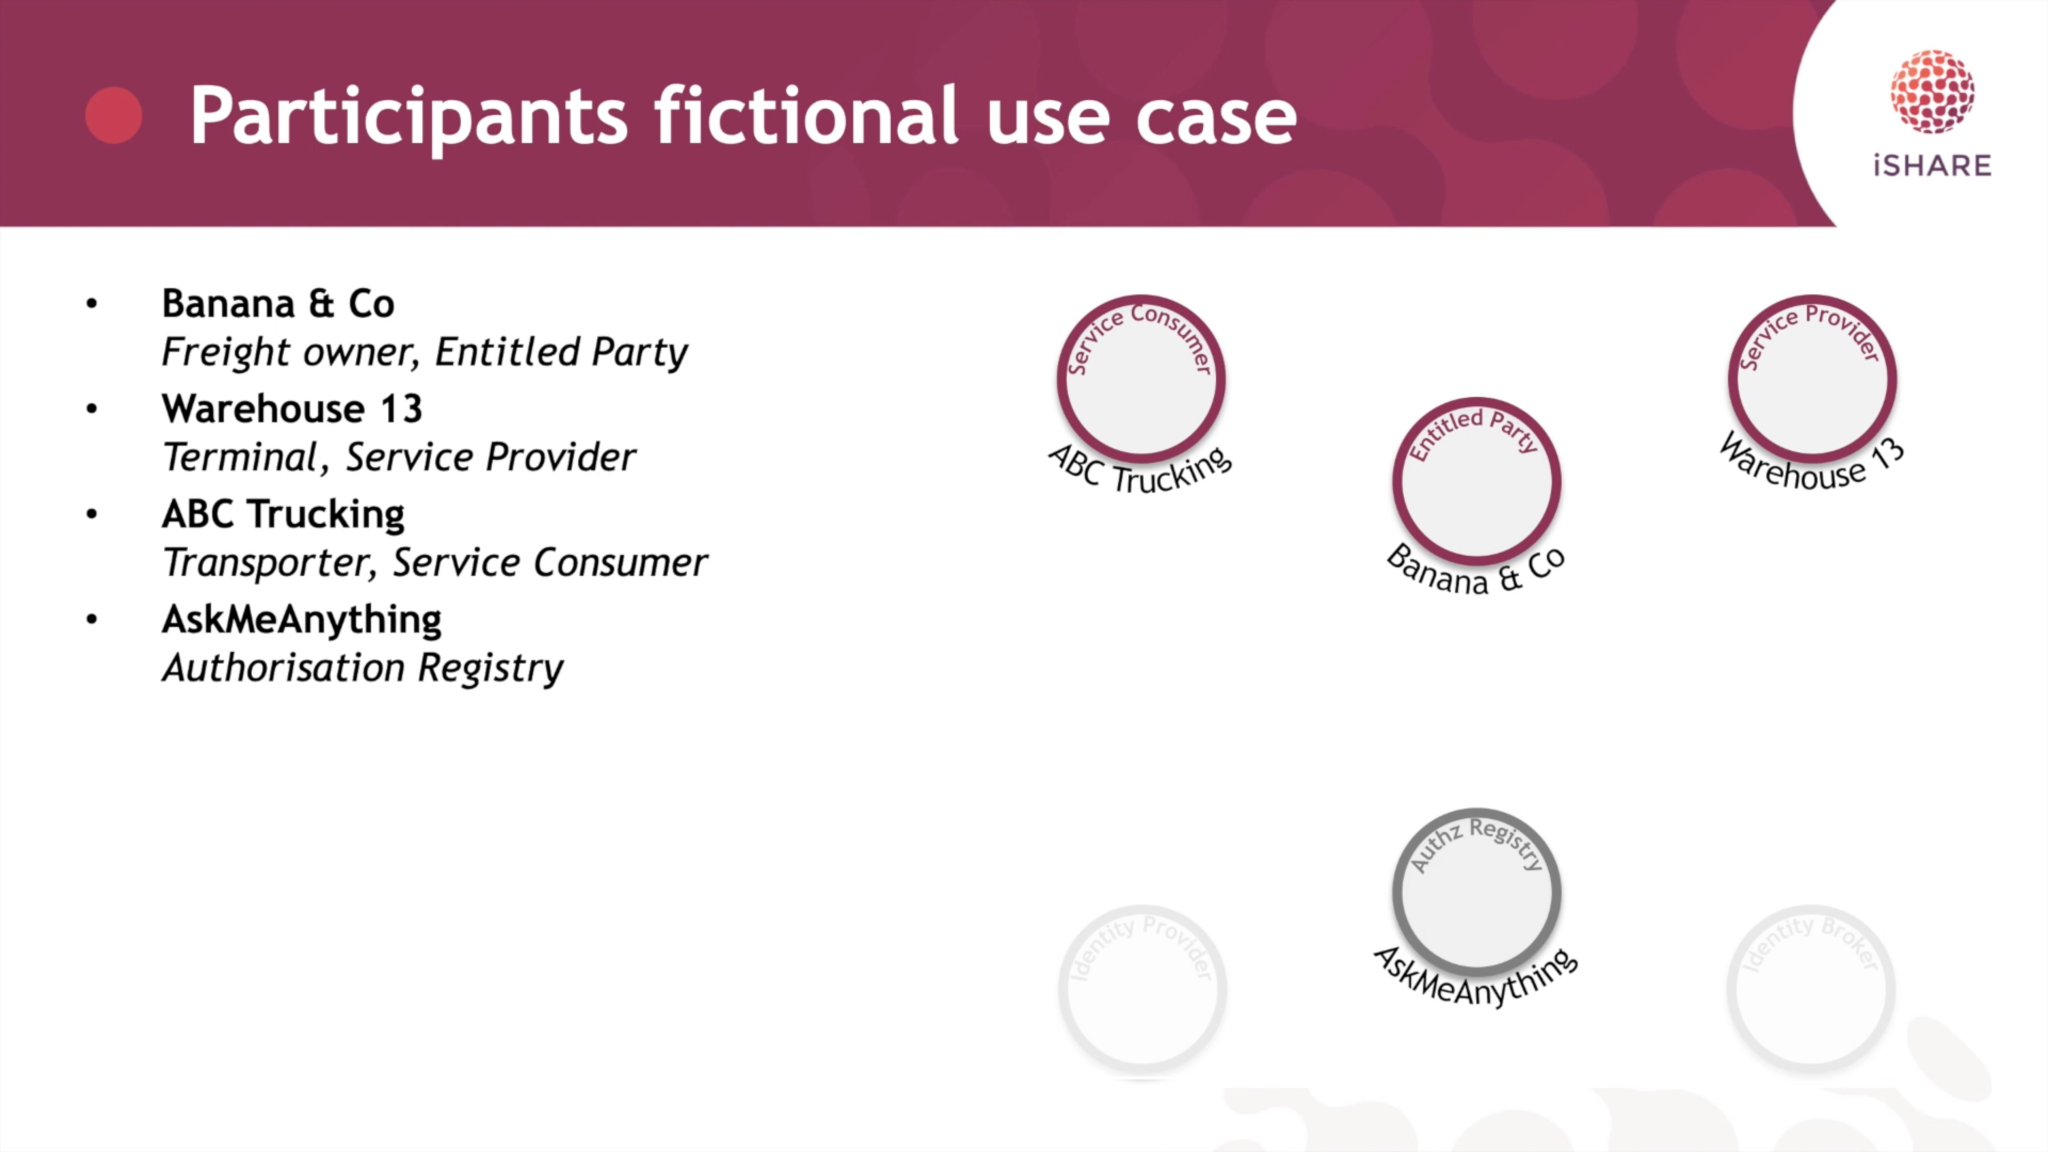 Participants fictional use case
iSHARE
• Banana & Co
Freight owner, Entitled Party
• Warehouse 13
Terminal, Service Provider
• ABC Trucking
Transporter, Service Consumer
• AskMeAnything
Authorisation Registry
Service Consumer
ABC Trucking
Entitled Party
Banana & Co
Service Provider
Warehouse 13
Authz Registry
AskMeAnything
Identity Provider
Identity Broker